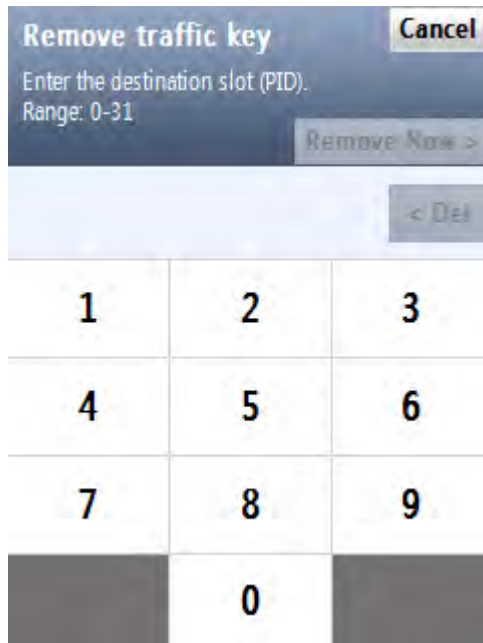 Remove traffic key
Cancel
Enter the destination slot (PID).
Range: 0-31
Remove Now >
< Del
1 2 3
4 5 6
7 8 9
0